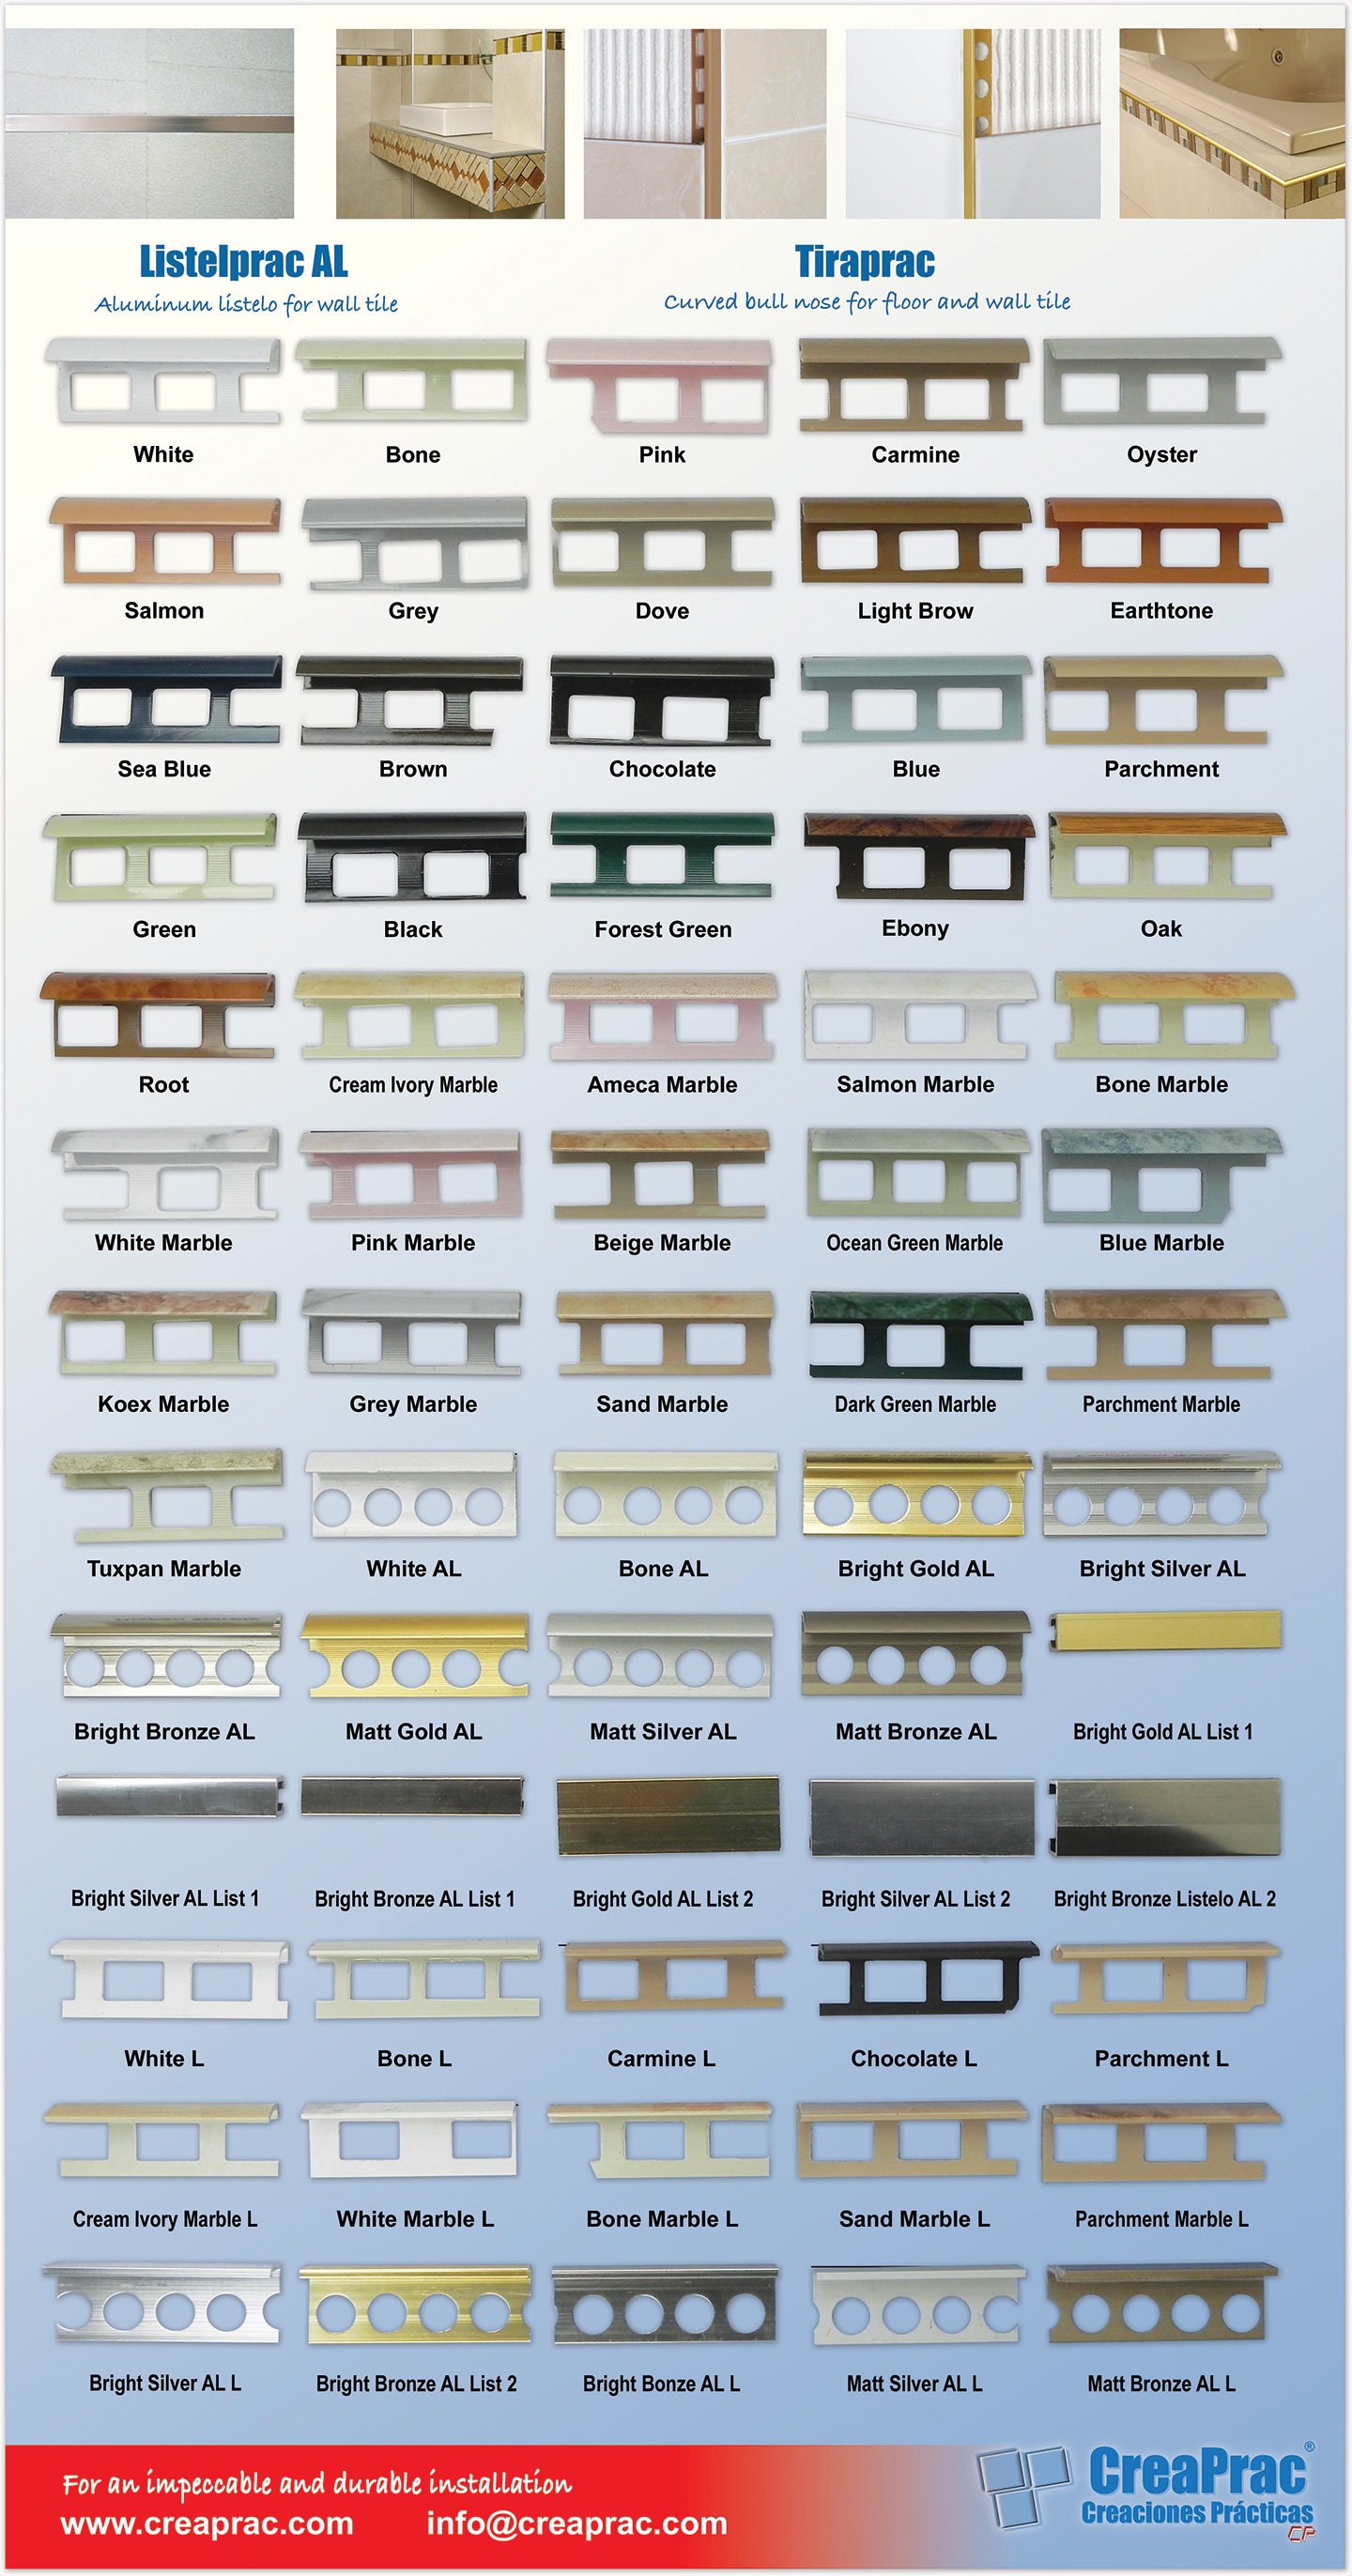 Listelprac AL
Aluminum listelo for wall tile
Tiraprac
Curved bull nose for floor and wall tile
White
Bone
Pink
Carmine
Oyster
Salmon
Grey
Dove
Light Brow
Earthtone
Sea Blue
Brown
Chocolate
Blue
Parchment
Green
Black
Forest Green
Ebony
Oak
Root
Cream Ivory Marble
Ameca Marble
Salmon Marble
Bone Marble
White Marble
Pink Marble
Beige Marble
Ocean Green Marble
Blue Marble
Koex Marble
Grey Marble
Sand Marble
Dark Green Marble
Parchment Marble
Tuxpan Marble
White AL
Bone AL
Bright Gold AL
Bright Silver AL
Bright Bronze AL
Matt Gold AL
Matt Silver AL
Matt Bronze AL
Bright Gold AL List 1
Bright Silver AL List 1
Bright Bronze AL List 1
Bright Gold AL List 2
Bright Silver AL List 2
Bright Bronze Listelo AL 2
White L
Bone L
Carmine L
Chocolate L
Parchment L
Cream Ivory Marble L
White Marble L
Bone Marble L
Sand Marble L
Parchment Marble L
Bright Silver AL L
Bright Bronze AL List 2
Bright Bonze AL L
Matt Silver AL L
Matt Bronze AL L
For an impeccable and durable installation
www.creaprac.com info@creaprac.com
CreaPrac®
Creaciones Prácticas
CP